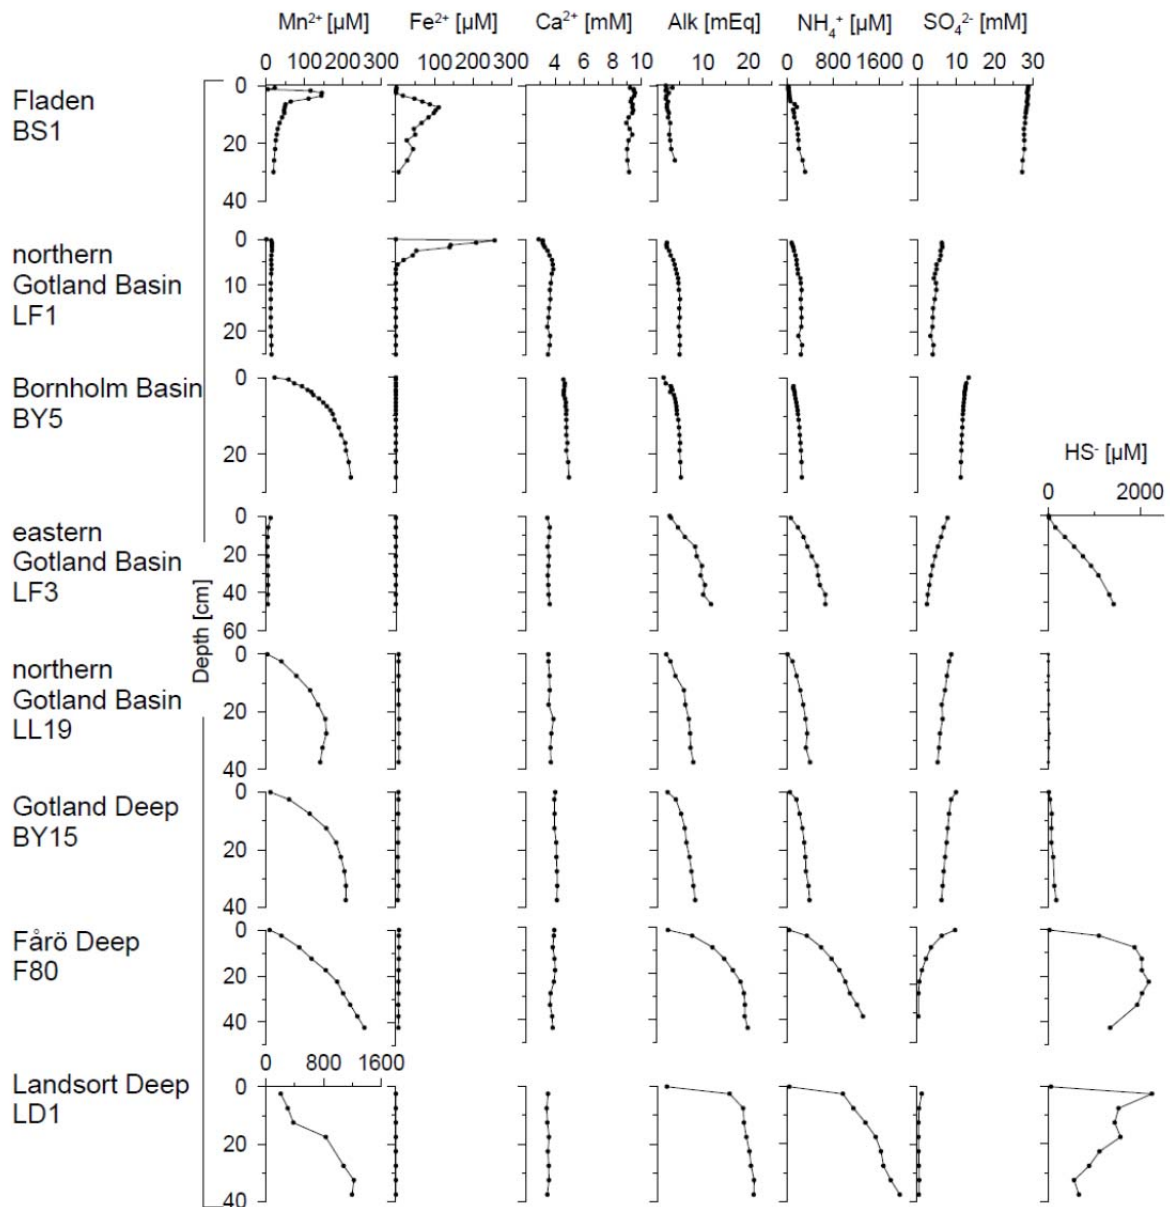 Mn²⁺ [µM] Fe²⁺ [µM] Ca²⁺ [mM] Alk [mEq] NH₄⁺ [µM] SO₄²⁻ [mM]
0 100 200 300 0 100 200 300 4 6 8 10 0 10 20 0 800 1600 0 10 20 30
Fladen
BS1
0
20
40
northern
Gotland Basin
LF1
0
10
20
Bornholm Basin
BY5
0
20
HS⁻ [µM]
0 2000
eastern
Gotland Basin
LF3
0
20
40
60
Depth [cm]
northern
Gotland Basin
LL19
0
20
40
Gotland Deep
BY15
0
20
40
Fårö Deep
F80
0
20
40
0 800 1600
Landsort Deep
LD1
0
20
40